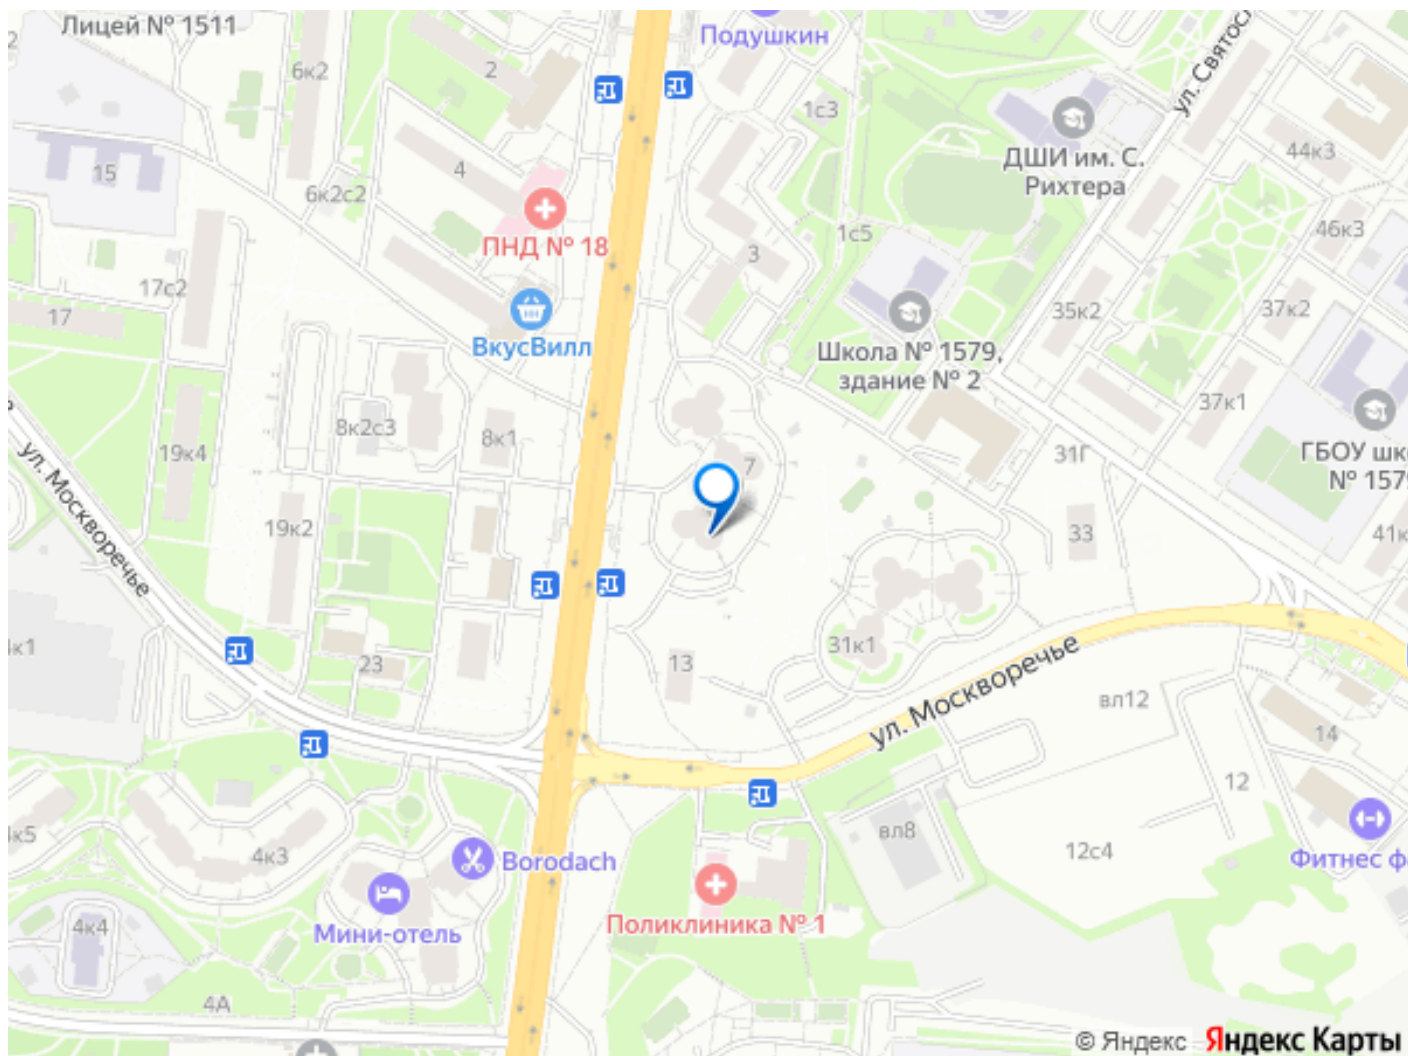 Лицей № 1511
Подушкин
6к2
2
1с3
ул. Святос
ДШИ им. С.
Рихтера
44к3
15
4
6к2с2
ПНД № 18
3
1с5
46к3
17с2
17
ВкусВилл
35к2
37к2
Школа № 1579,
здание № 2
37к1
8к2с3
8к1
19к4
7
31Г
ГБОУ шк
№ 157
ул. Москворечье
19к2
33
41к
к1
23
13
31к1
ул. Москворечье
вл12
14
12
4к3
к5
Borodach
вл8
12с4
Фитнес ф
Мини-отель
Поликлиника № 1
4к4
4А
© Яндекс Яндекс Карты